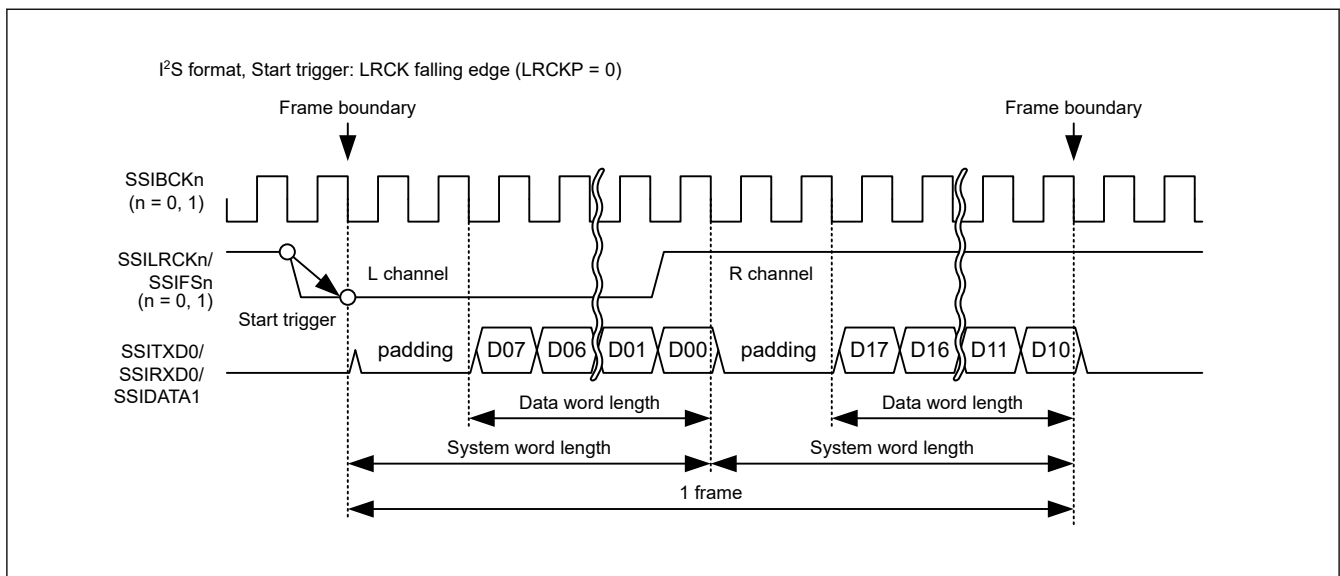 I²S format, Start trigger: LRCK falling edge (LRCKP = 0)
Frame boundary Frame boundary
SSIBCKn
(n = 0, 1)
SSILRCKn/
SSIFSn
(n = 0, 1)
L channel R channel
Start trigger
SSITXD0/
SSIRXD0/
SSIDATA1
padding D07 D06 D01 D00 padding D17 D16 D11 D10
Data word length Data word length
System word length System word length
1 frame